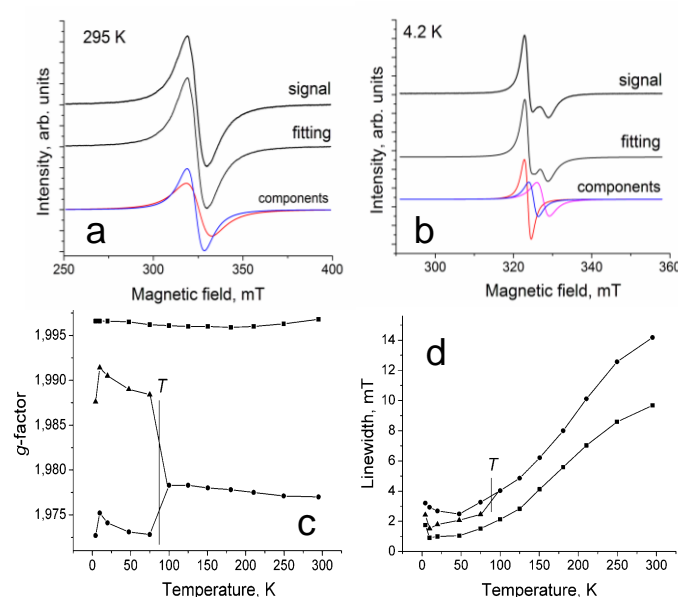 295 K
signal
fitting
components
a
Intensity, arb. units
250 300 350 400
Magnetic field, mT
4.2 K
signal
fitting
components
b
Intensity, arb. units
300 320 340 360
Magnetic field, mT
1,995
1,990
1,985
1,980
1,975
g-factor
T
c
0 50 100 150 200 250 300
Temperature, K
14
12
10
8
6
4
2
0
Linewidth, mT
d
T
0 50 100 150 200 250 300
Temperature, K